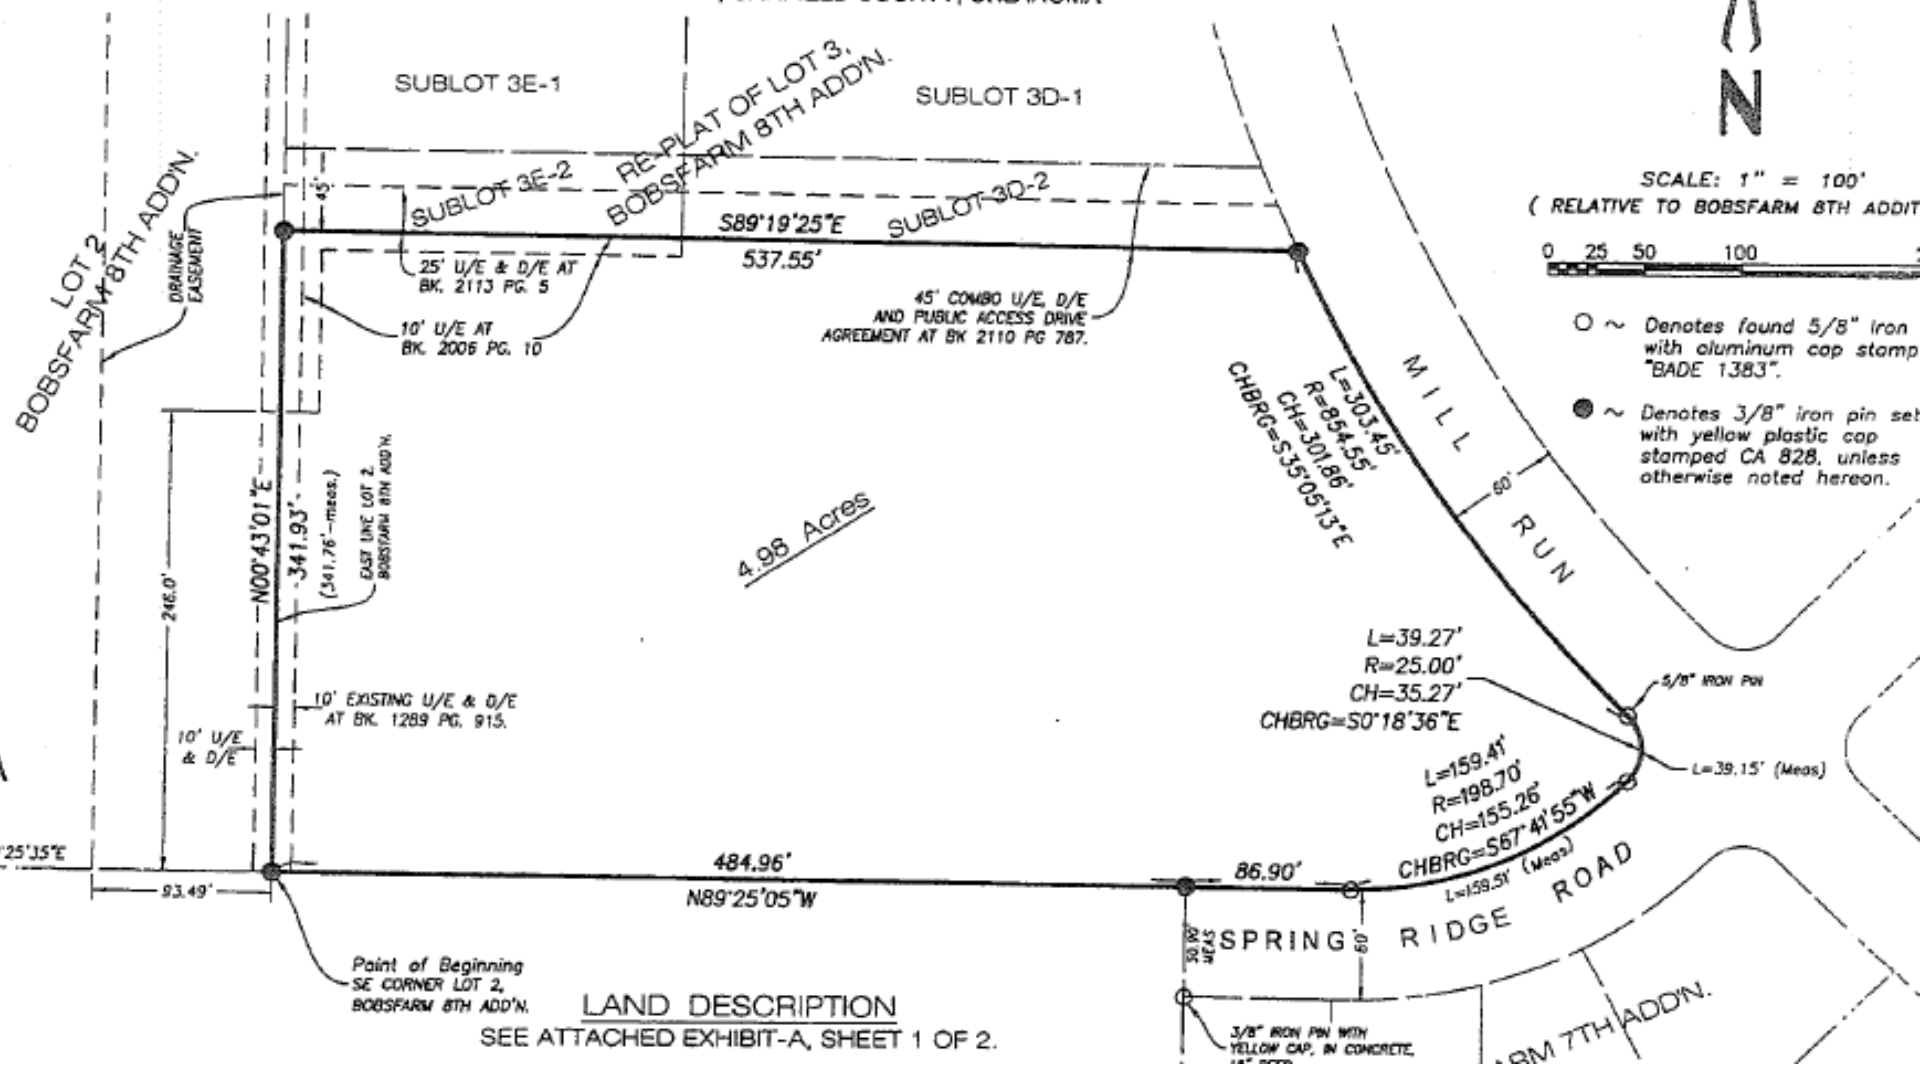 SUBLOT 3E-1
SUBLOT 3D-1
RE-PLAT OF LOT 3,
BOBSFARM 8TH ADD'N.
SUBLOT 3E-2
SUBLOT 3D-2
45'
LOT 2
BOBSFARM 8TH ADD'N.
DRAINAGE
EASEMENT
S89°19'25"E
537.55'
25' U/E & D/E AT
BK. 2113 PG. 5
10' U/E AT
BK. 2006 PG. 10
45' COMBO U/E, D/E
AND PUBLIC ACCESS DRIVE
AGREEMENT AT BK 2110 PG 787.
N
SCALE: 1" = 100'
( RELATIVE TO BOBSFARM 8TH ADDIT
0 25 50 100
O ~ Denotes found 5/8" iron
with aluminum cap stamp
"BADE 1383".
~ Denotes 3/8" iron pin set
with yellow plastic cap
stamped CA 828, unless
otherwise noted hereon.
L=303.45'
R=854.55'
CH=301.86'
CHBRG=S35°05'13"E
MILL RUN
60'
N00°43'01"E
341.93'
(341.76'-meas.)
EAST LINE LOT 2,
BOBSFARM 8TH ADD'N.
246.0'
4.98 Acres
10' EXISTING U/E & D/E
AT BK. 1289 PG. 915.
10' U/E
& D/E
L=39.27'
R=25.00'
CH=35.27'
CHBRG=S0°18'36"E
5/8" IRON PIN
L=39.15' (Meas)
L=159.41'
R=198.70'
CH=155.26'
CHBRG=S67°41'55"W
L=159.51' (Meas)
25'35"E
93.49'
484.96'
N89°25'05"W
86.90'
50.90'
MEAS
SPRING RIDGE ROAD
60'
Point of Beginning
SE CORNER LOT 2,
BOBSFARM 8TH ADD'N.
LAND DESCRIPTION
SEE ATTACHED EXHIBIT-A, SHEET 1 OF 2.
3/8" IRON PIN WITH
YELLOW CAP, IN CONCRETE,
ARM 7TH ADD'N.